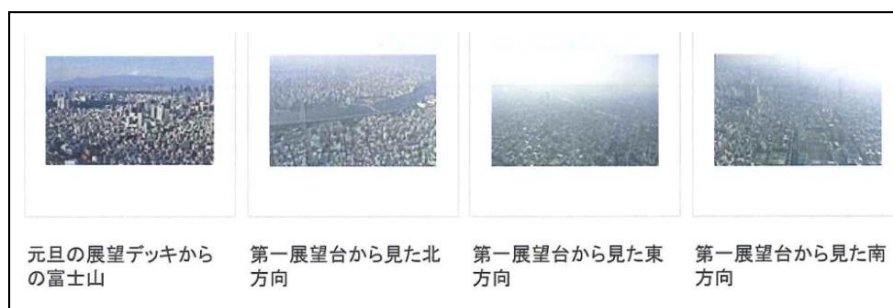 元旦の展望デッキから
の富士山
第一展望台から見た北
方向
第一展望台から見た東
方向
第一展望台から見た南
方向